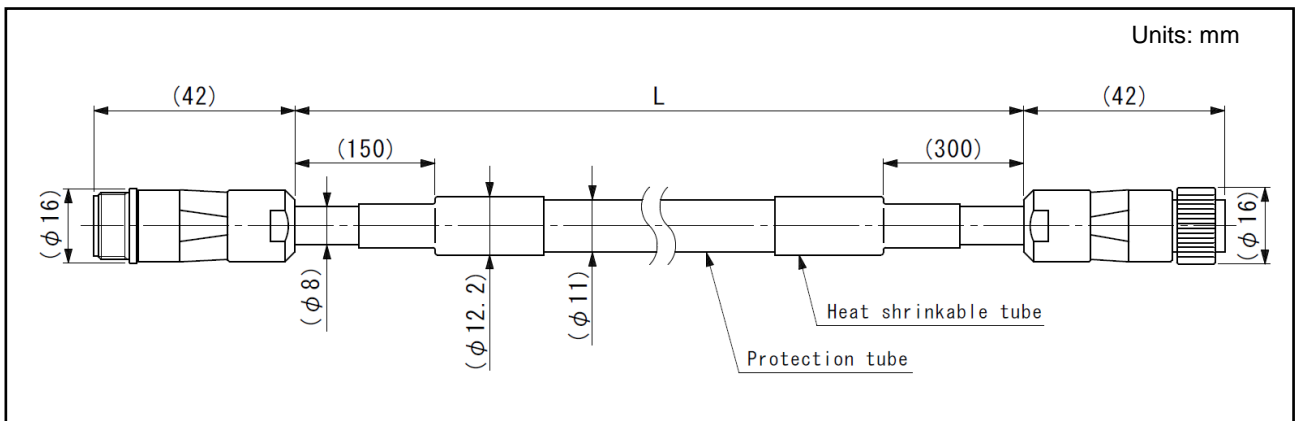 Units: mm
(42)
L
(42)
(150)
(300)
(φ16)
(φ8)
(φ12.2)
(φ11)
(φ16)
Heat shrinkable tube
Protection tube